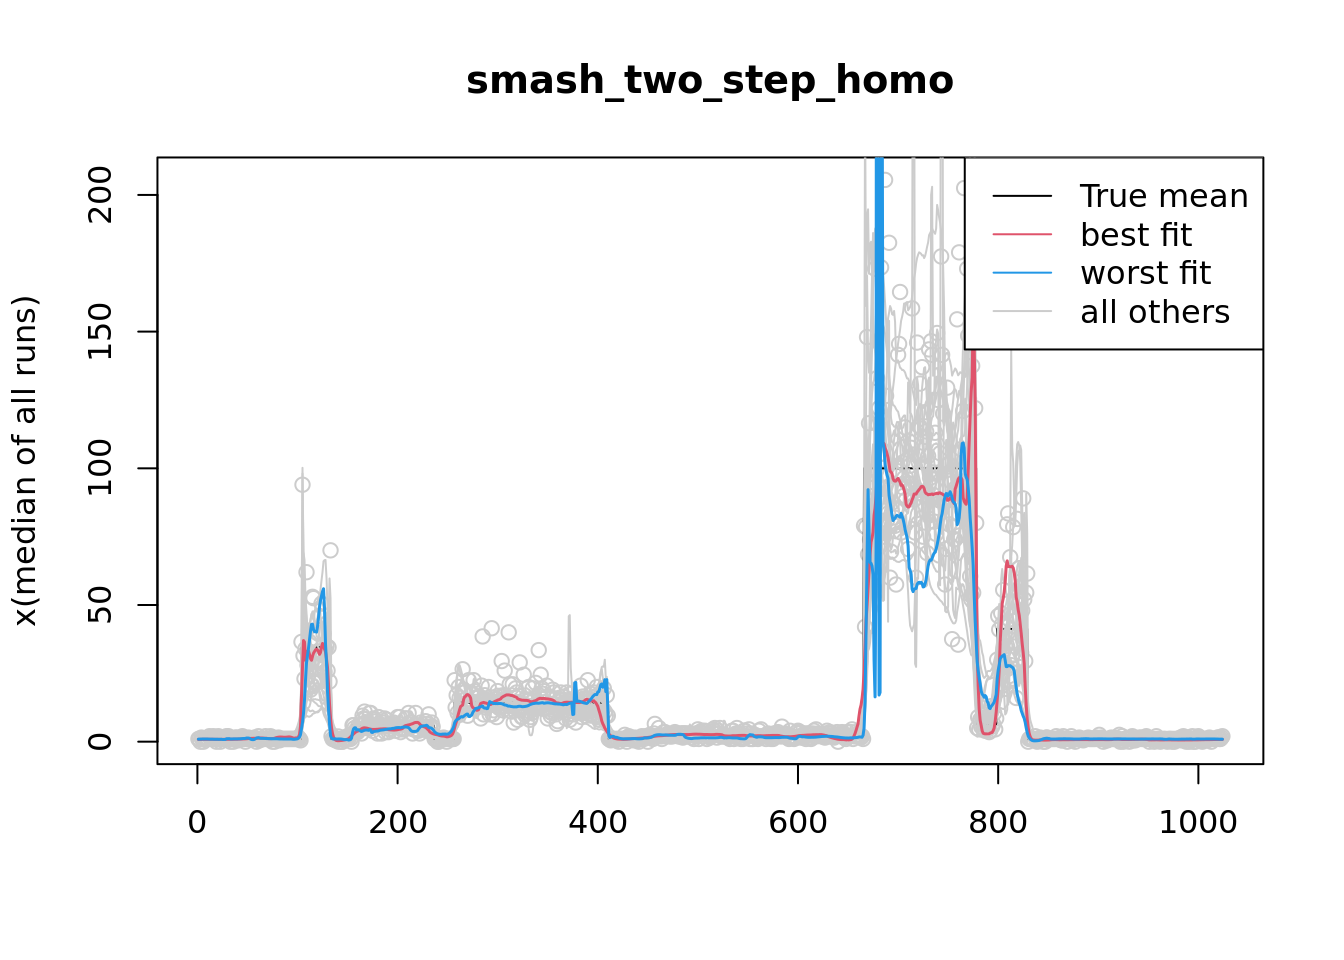 smash_two_step_homo
x(median of all runs)
200
150
100
50
0
True mean
best fit
worst fit
all others
0 200 400 600 800 1000